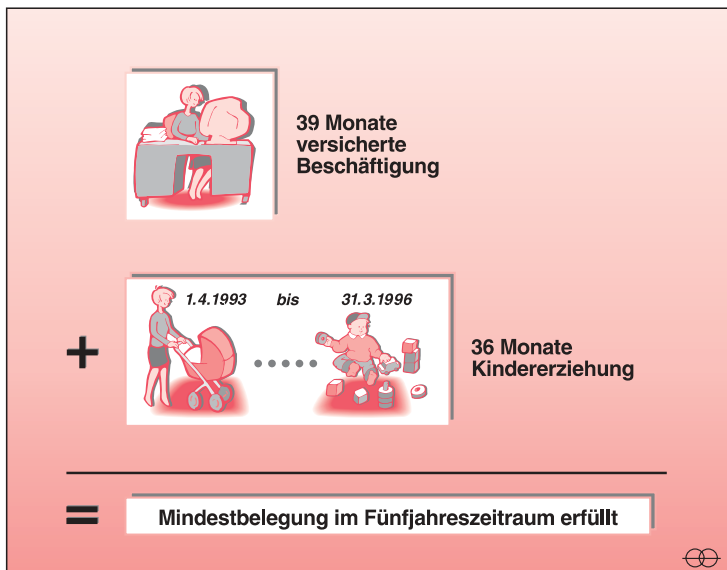 39 Monate
versicherte
Beschäftigung
1.4.1993 bis 31.3.1996
+
36 Monate
Kindererziehung
= Mindestbelegung im Fünfjahreszeitraum erfüllt